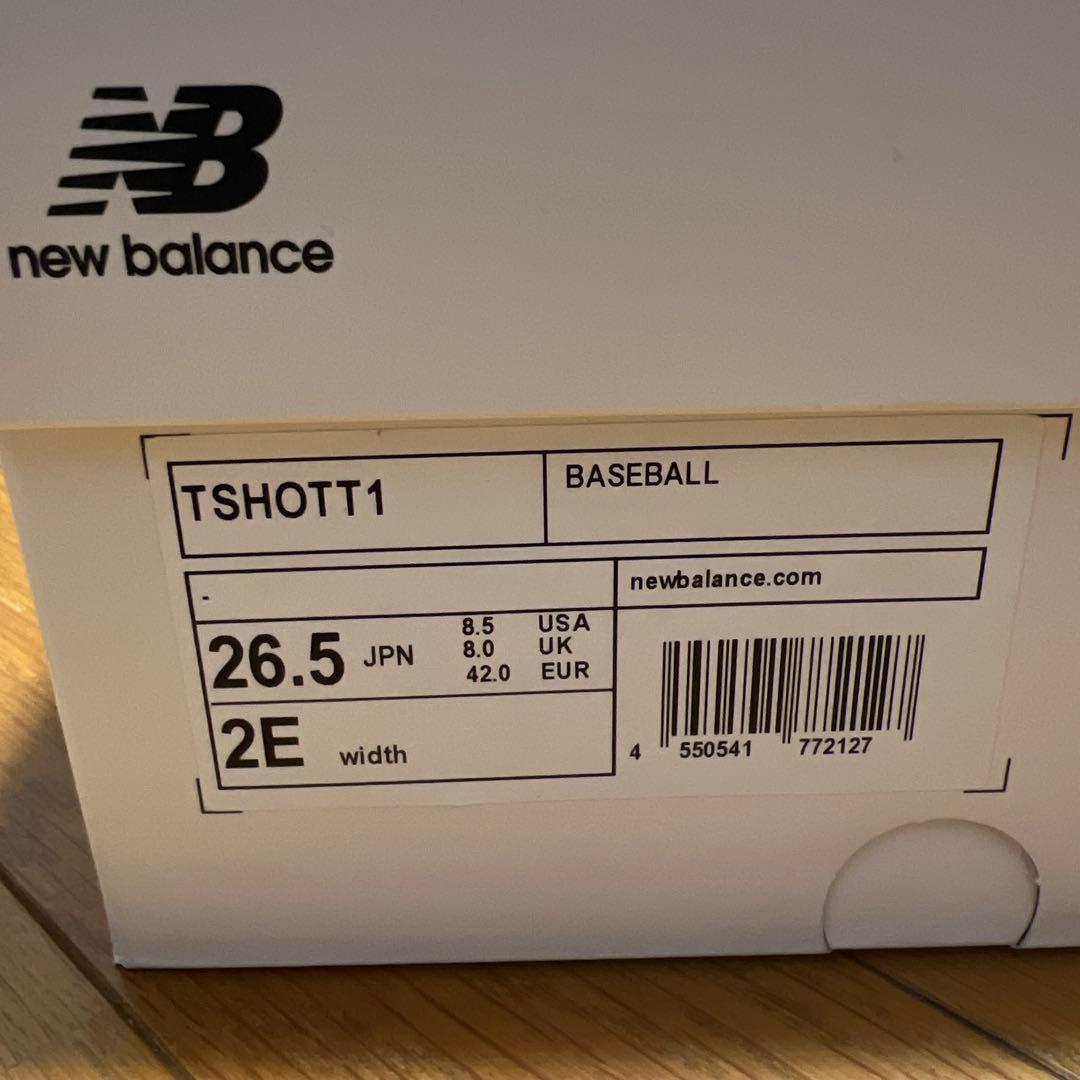 NB
new balance
TSHOTT1
BASEBALL
-
newbalance.com
26.5 JPN
8.5 USA
8.0 UK
42.0 EUR
2E width
4 550541 772127